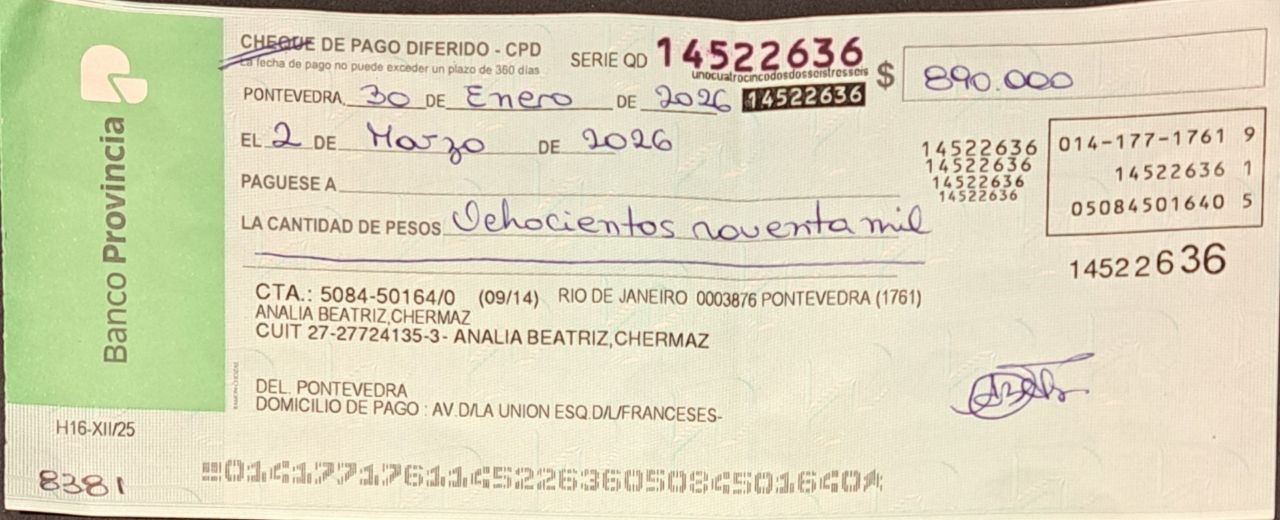 Banco Provincia
CHEQUE DE PAGO DIFERIDO - CPD
La fecha de pago no puede exceder un plazo de 360 días
SERIE QD 14522636
unocuatrocincodosdosseistresseis
$ 890.000
PONTEVEDRA, 30 DE Enero DE 2026 14522636
EL 2 DE Marzo DE 2026
PAGUESE A
LA CANTIDAD DE PESOS Ochocientos noventa mil
14522636
14522636
14522636
14522636
014-177-1761 9
14522636 1
05084501640 5
14522636
CTA.: 5084-50164/0 (09/14) RIO DE JANEIRO 0003876 PONTEVEDRA (1761)
ANALIA BEATRIZ,CHERMAZ
CUIT 27-27724135-3- ANALIA BEATRIZ,CHERMAZ
DEL. PONTEVEDRA
DOMICILIO DE PAGO : AV.D/LA UNION ESQ.D/L/FRANCESES-
H16-XII/25
8381
01417717611452263605084501640